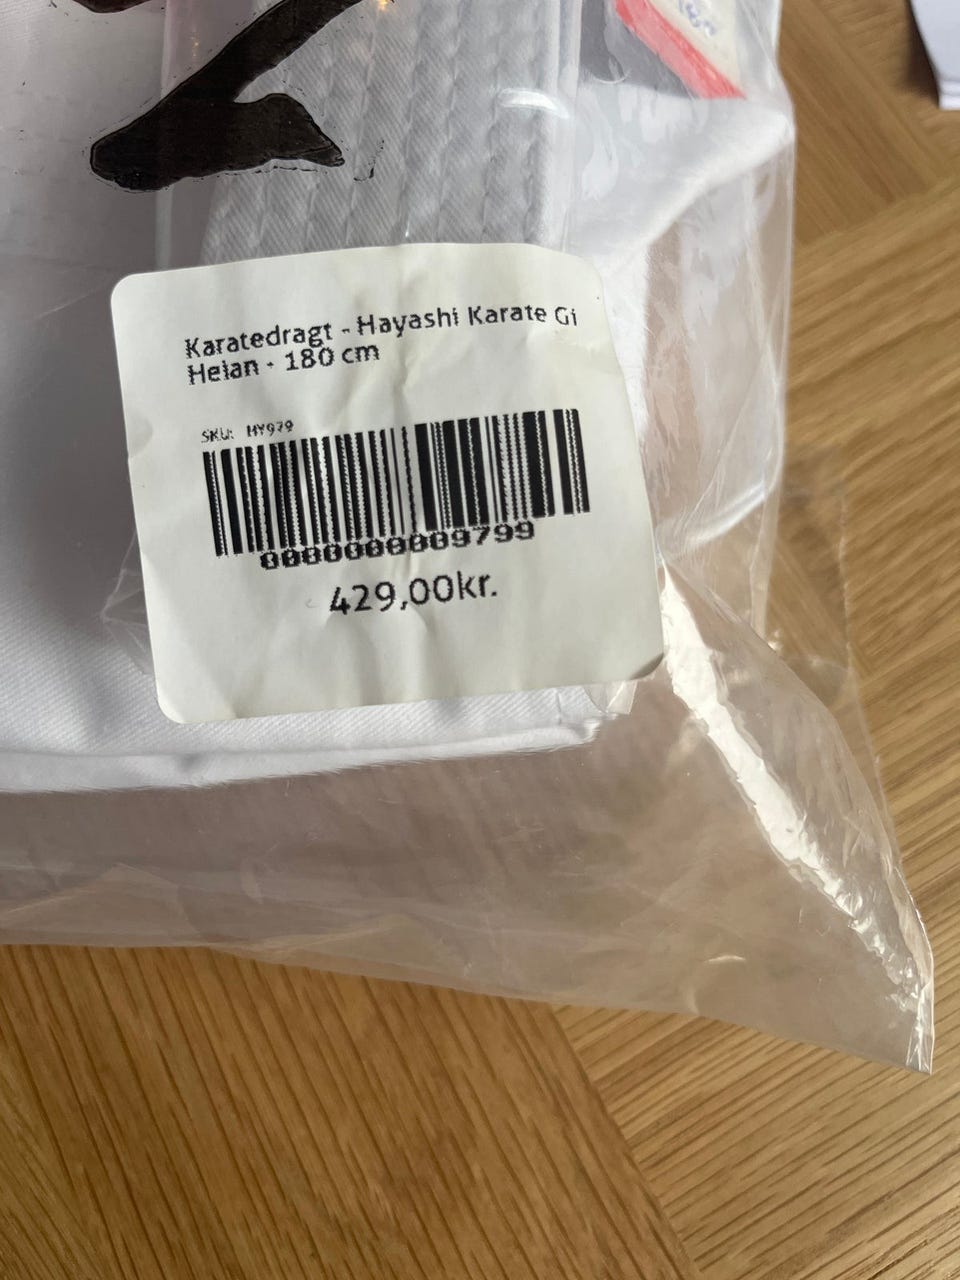 Karatedragt - Hayashi Karate Gi
Heian - 180 cm
SKU: HY979
0000000009799
429,00kr.